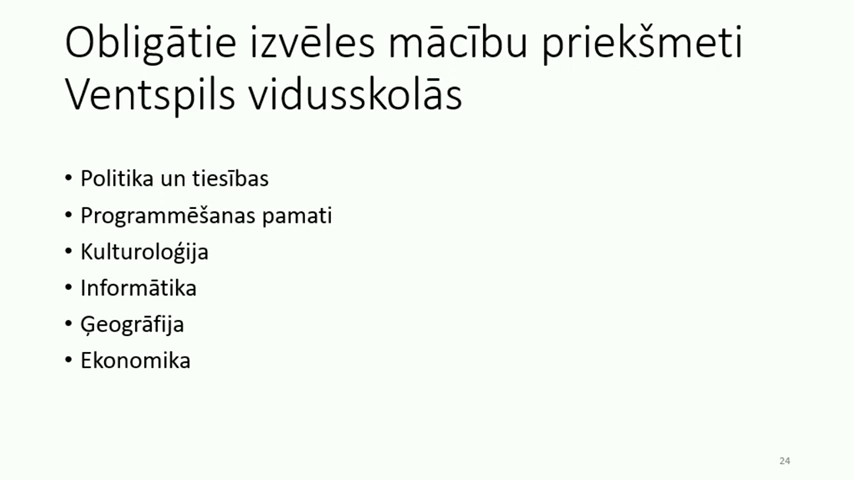 Obligātie izvēles mācību priekšmeti
Ventspils vidusskolās
• Politika un tiesības
• Programmēšanas pamati
• Kulturoloģija
• Informātika
• Ģeogrāfija
• Ekonomika
24